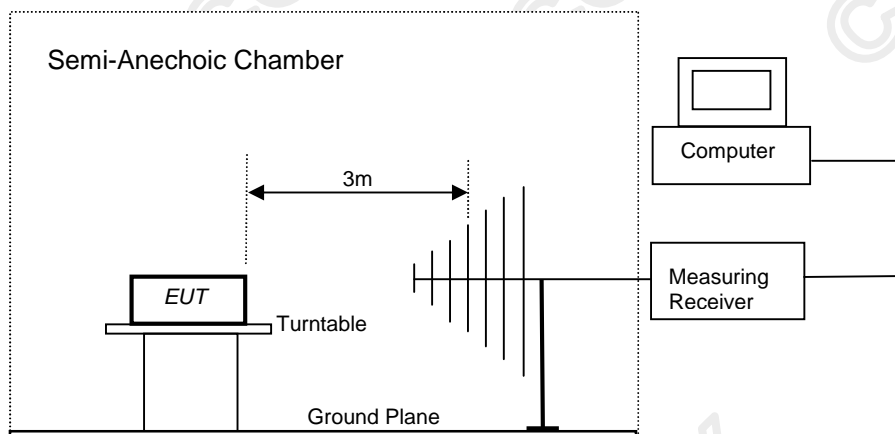 Semi-Anechoic Chamber
Computer
3m
EUT
Turntable
Measuring
Receiver
Ground Plane